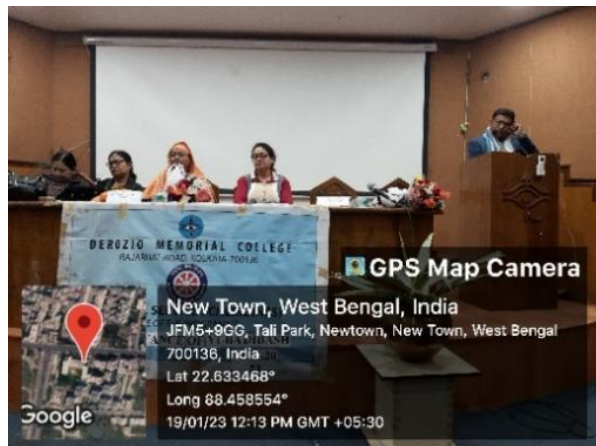 DEROZIO MEMORIAL COLLEGE
RAJARHAT ROAD, KOLKATA-700136
GPS Map Camera
New Town, West Bengal, India
JFM5+9GG, Tali Park, Newtown, New Town, West Bengal
700136, India
Lat 22.633468°
Long 88.458554°
19/01/23 12:13 PM GMT +05:30
Google